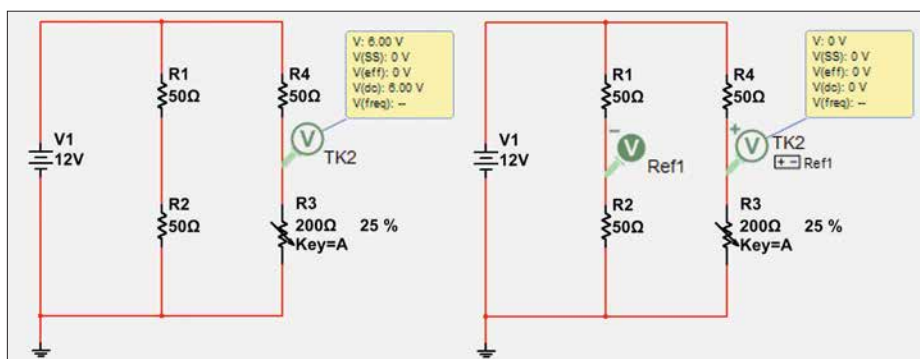 V: 6.00 V
V(SS): 0 V
V(eff): 0 V
V(dc): 6.00 V
V(freq): --
R1
50Ω
R4
50Ω
V1
12V
TK2
R2
50Ω
R3
200Ω 25 %
Key=A
V: 0 V
V(SS): 0 V
V(eff): 0 V
V(dc): 0 V
V(freq): --
R1
50Ω
R4
50Ω
V1
12V
V
Ref1
V
TK2
Ref1
R2
50Ω
R3
200Ω 25 %
Key=A